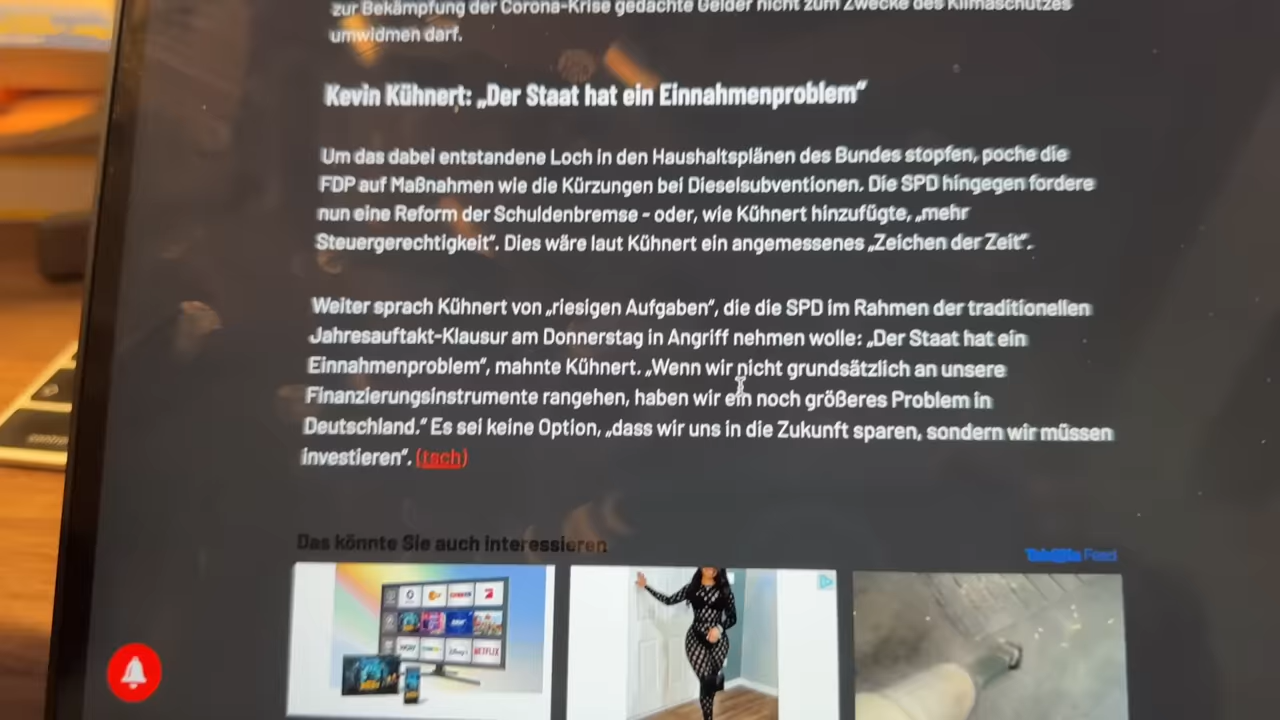 zur Bekämpfung der Corona-Krise gedachte Gelder nicht zum Zwecke des Klimaschutzes
umwidmen darf.
Kevin Kühnert: „Der Staat hat ein Einnahmenproblem“
Um das dabei entstandene Loch in den Haushaltsplänen des Bundes stopfen, poche die
FDP auf Maßnahmen wie die Kürzungen bei Dieselsubventionen. Die SPD hingegen fordere
nun eine Reform der Schuldenbremse - oder, wie Kühnert hinzufügte, „mehr
Steuergerechtigkeit“. Dies wäre laut Kühnert ein angemessenes „Zeichen der Zeit“.
Weiter sprach Kühnert von „riesigen Aufgaben“, die die SPD im Rahmen der traditionellen
Jahresauftakt-Klausur am Donnerstag in Angriff nehmen wolle: „Der Staat hat ein
Einnahmenproblem“, mahnte Kühnert. „Wenn wir nicht grundsätzlich an unsere
Finanzierungsinstrumente rangehen, haben wir ein noch größeres Problem in
Deutschland.“ Es sei keine Option, „dass wir uns in die Zukunft sparen, sondern wir müssen
investieren“. (tsch)
Das könnte Sie auch interessieren
Taboola Feed
NETFLIX